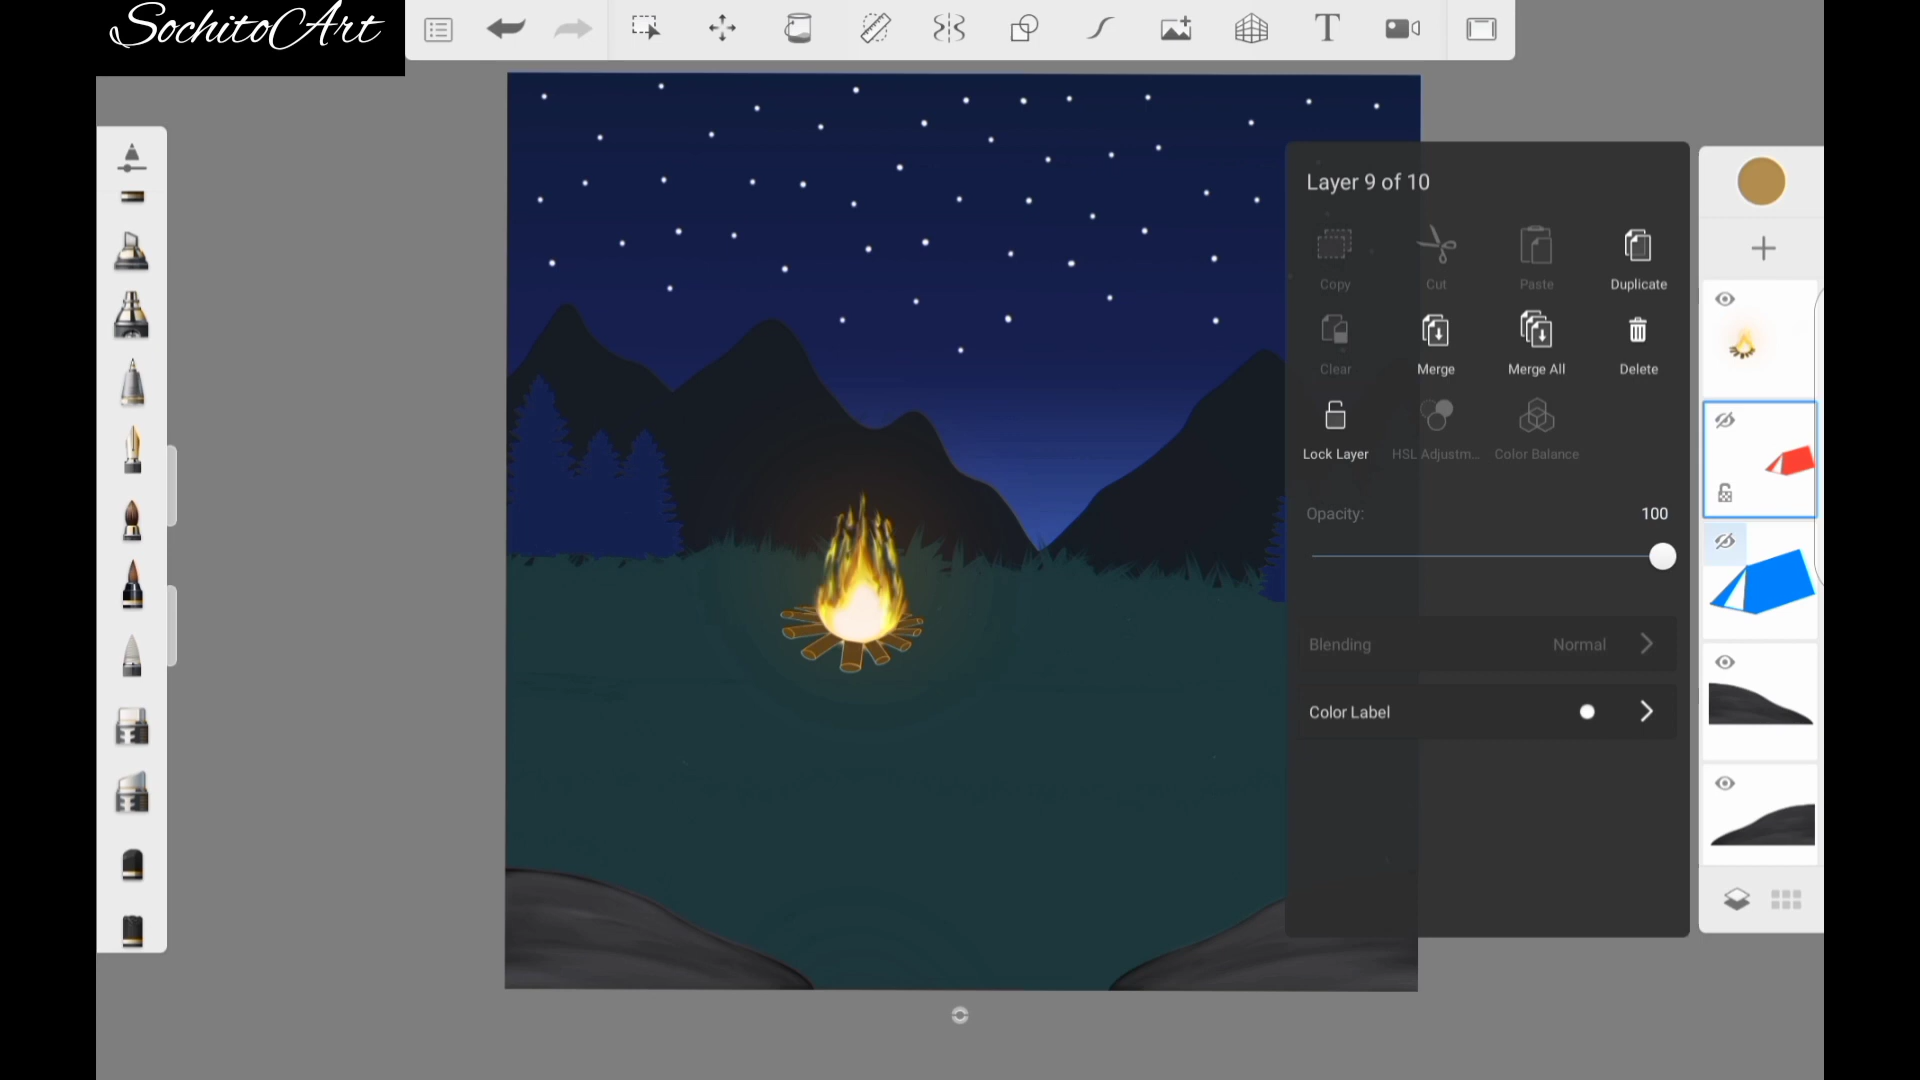 SochitoArt
T
Layer 9 of 10
Copy
Cut
Paste
Duplicate
Clear
Merge
Merge All
Delete
Lock Layer
HSL Adjustm...
Color Balance
Opacity:
100
Blending
Normal
Color Label